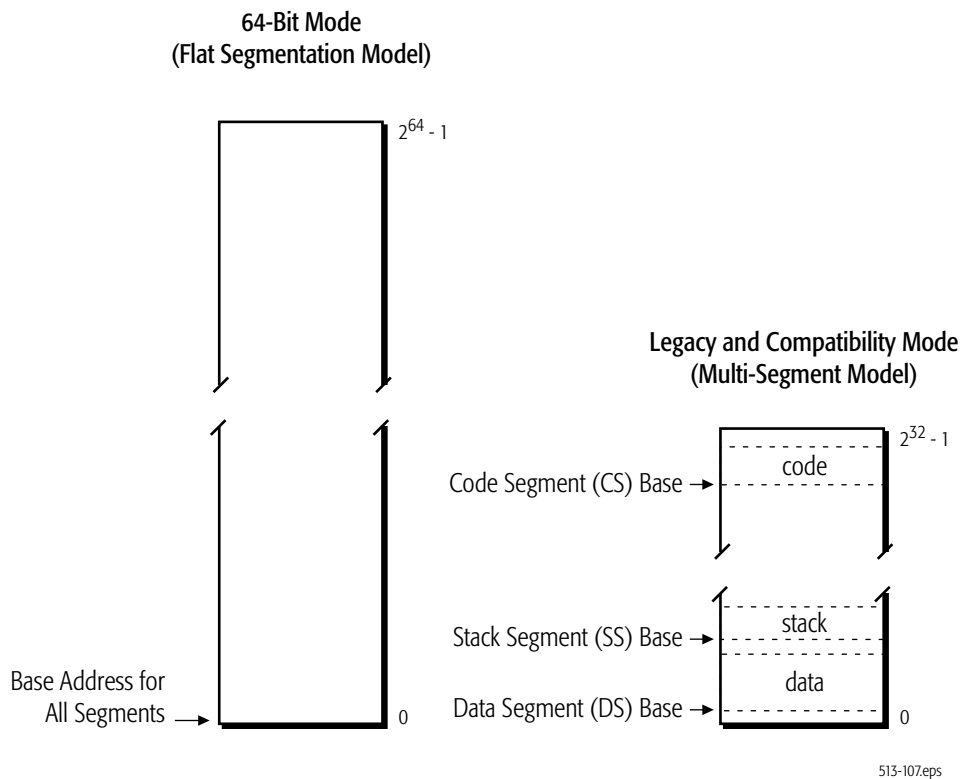 64-Bit Mode
(Flat Segmentation Model)
2^64 - 1
Base Address for
All Segments
0
Legacy and Compatibility Mode
(Multi-Segment Model)
2^32 - 1
code
Code Segment (CS) Base
stack
Stack Segment (SS) Base
data
Data Segment (DS) Base
0
513-107.eps